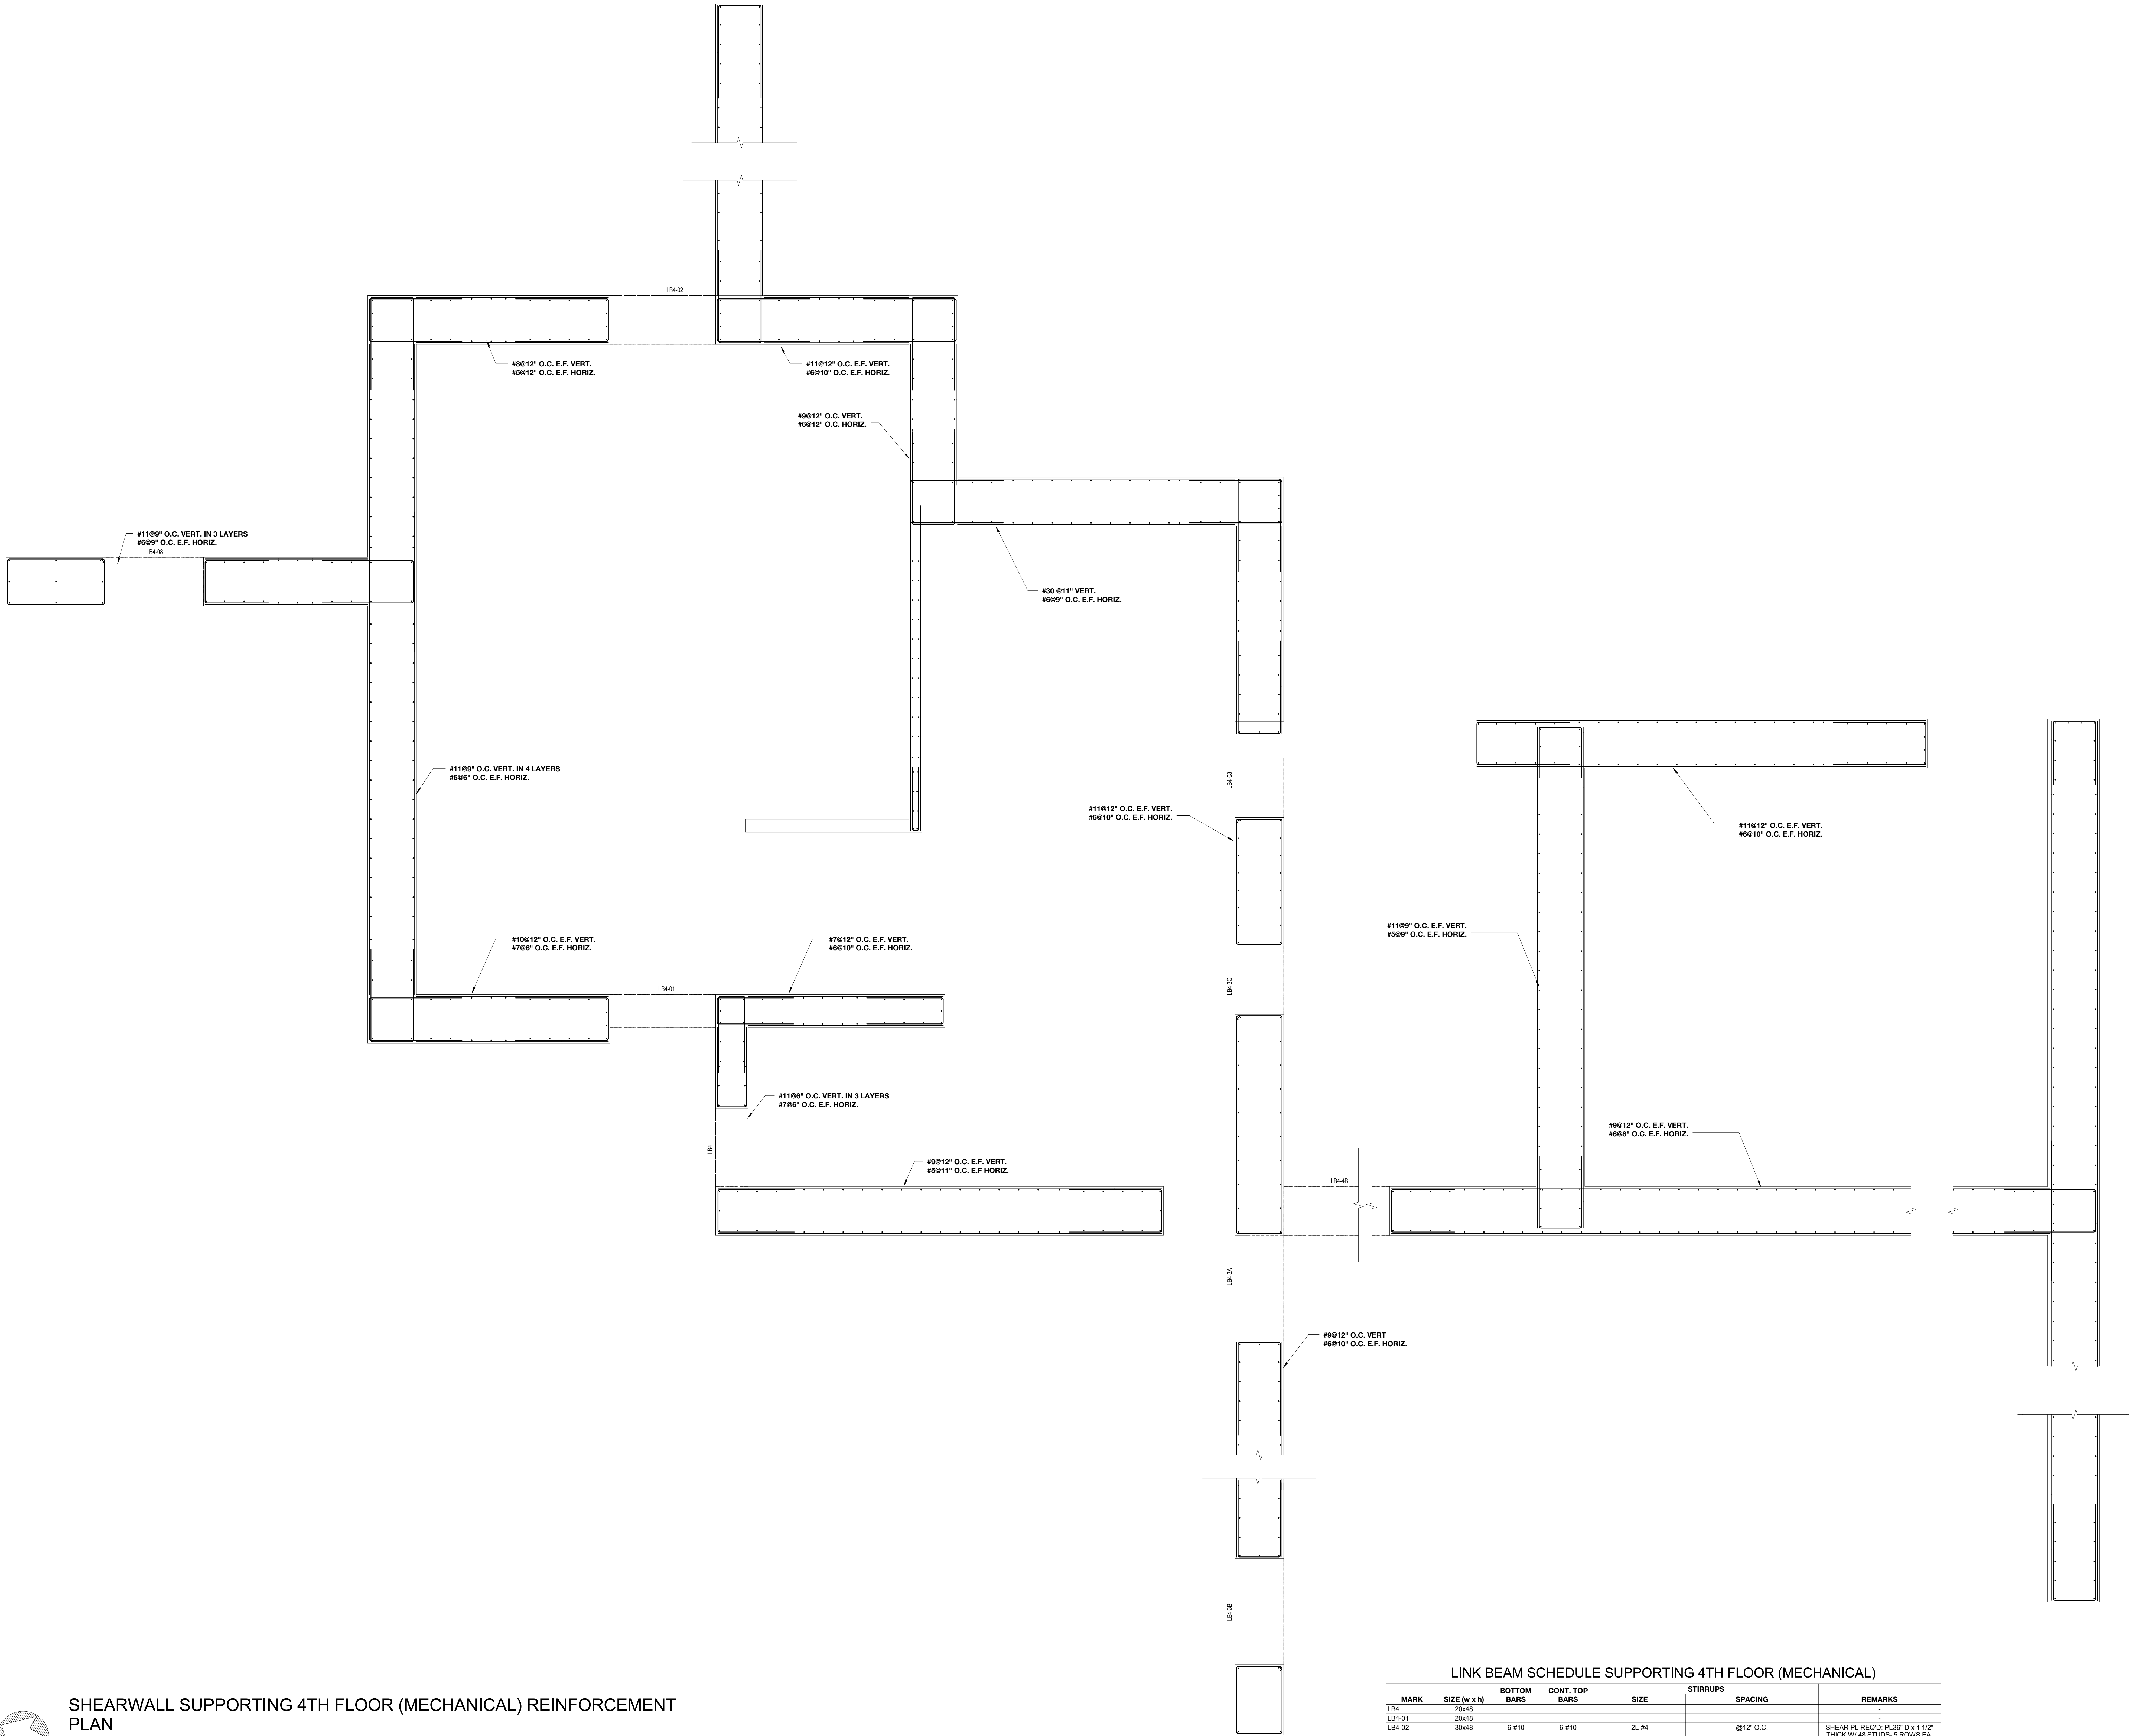 LB4-02
#8@12" O.C. E.F. VERT.
#5@12" O.C. E.F. HORIZ.
#11@12" O.C. E.F. VERT.
#6@10" O.C. E.F. HORIZ.
#9@12" O.C. VERT.
#6@12" O.C. HORIZ.
#11@9" O.C. VERT. IN 3 LAYERS
#6@9" O.C. E.F. HORIZ.
LB4-08
#30 @11" VERT.
#6@9" O.C. E.F. HORIZ.
#11@9" O.C. VERT. IN 4 LAYERS
#6@6" O.C. E.F. HORIZ.
LB4-03
#11@12" O.C. E.F. VERT.
#6@10" O.C. E.F. HORIZ.
#11@12" O.C. E.F. VERT.
#6@10" O.C. E.F. HORIZ.
#11@9" O.C. E.F. VERT.
#5@9" O.C. E.F. HORIZ.
#10@12" O.C. E.F. VERT.
#7@6" O.C. E.F. HORIZ.
#7@12" O.C. E.F. VERT.
#6@10" O.C. E.F. HORIZ.
LB4-01
LB4-3C
#11@6" O.C. VERT. IN 3 LAYERS
#7@6" O.C. E.F. HORIZ.
LB4
#9@12" O.C. E.F. VERT.
#6@8" O.C. E.F. HORIZ.
#9@12" O.C. E.F. VERT.
#5@11" O.C. E.F HORIZ.
LB4-4B
LB4-3A
#9@12" O.C. VERT
#6@10" O.C. E.F. HORIZ.
LB4-3B
SHEARWALL SUPPORTING 4TH FLOOR (MECHANICAL) REINFORCEMENT
PLAN
LINK BEAM SCHEDULE SUPPORTING 4TH FLOOR (MECHANICAL)
MARK SIZE (w x h) BOTTOM BARS CONT. TOP BARS STIRRUPS SIZE SPACING REMARKS
LB4 20x48 -
LB4-01 20x48 -
LB4-02 30x48 6-#10 6-#10 2L-#4 @12" O.C. SHEAR PL REQ'D: PL36" D x 1 1/2"
THICK W/ 48 STUDS- 5 ROWS EA